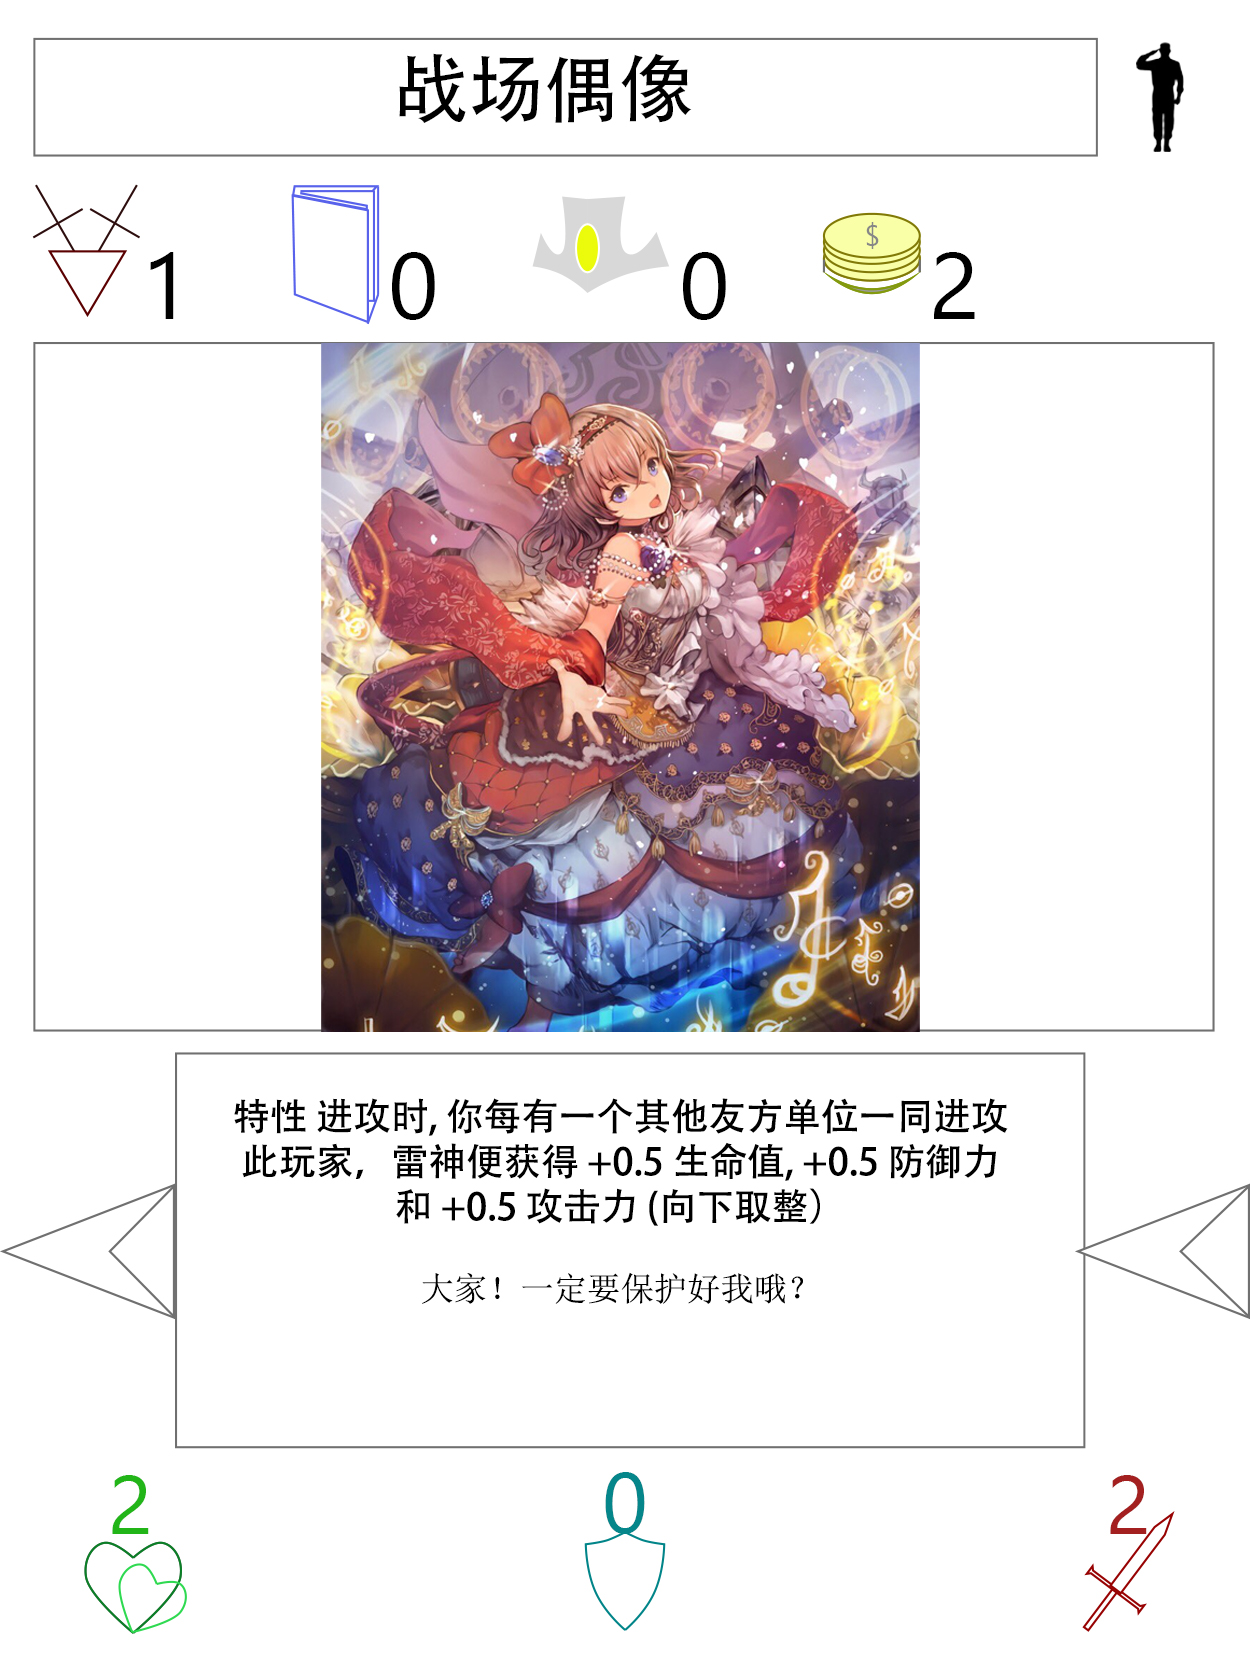 战场偶像
1 0 0 $ 2
特性 进攻时, 你每有一个其他友方单位一同进攻
此玩家, 雷神便获得 +0.5 生命值, +0.5 防御力
和 +0.5 攻击力 (向下取整）
大家！一定要保护好我哦？
2 0 2